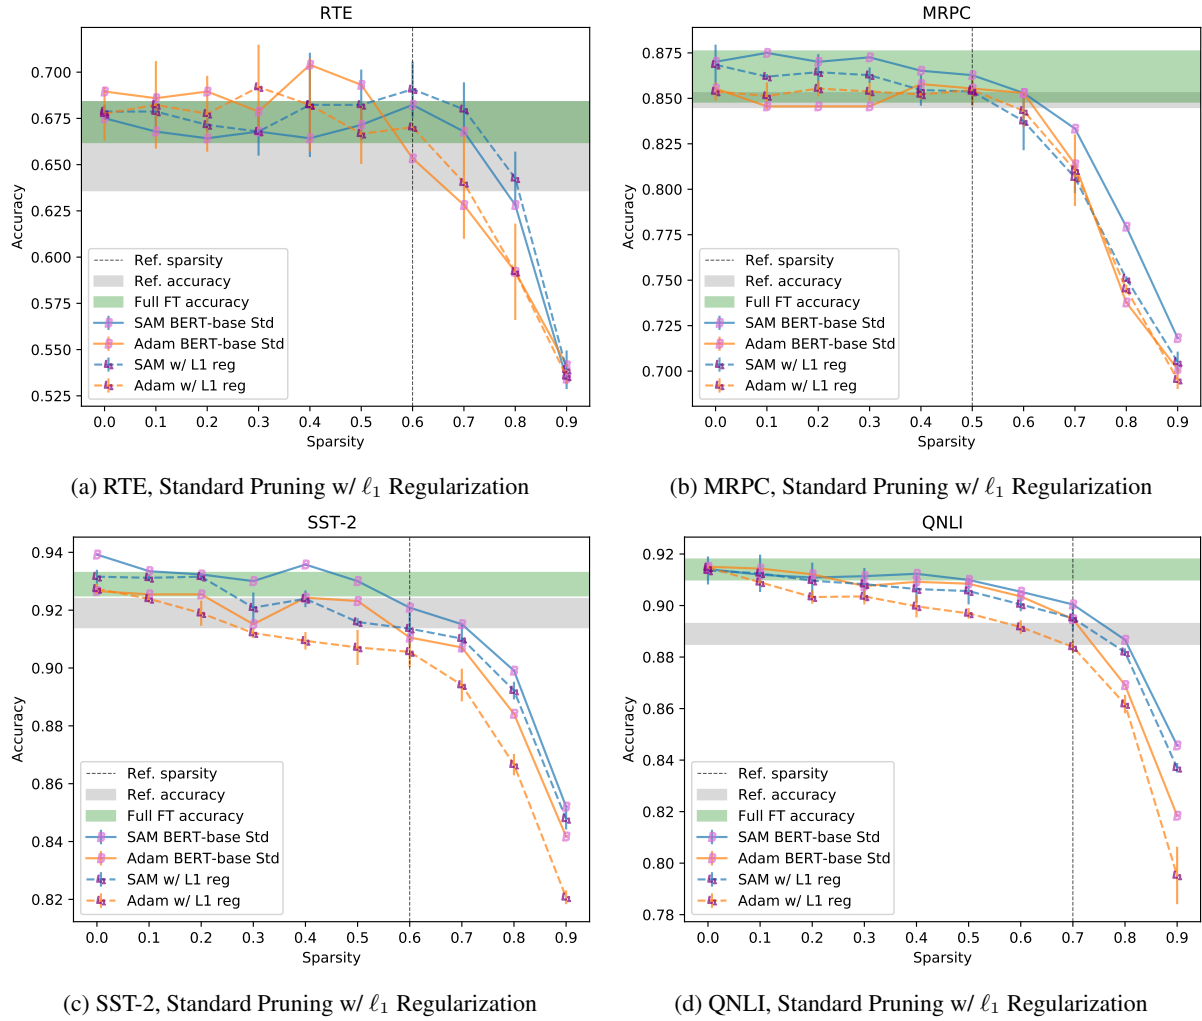 RTE
0.700
0.675
0.650
0.625
0.600
0.575
0.550
0.525
Accuracy
Ref. sparsity
Ref. accuracy
Full FT accuracy
SAM BERT-base Std
Adam BERT-base Std
SAM w/ L1 reg
Adam w/ L1 reg
0.0 0.1 0.2 0.3 0.4 0.5 0.6 0.7 0.8 0.9
Sparsity
(a) RTE, Standard Pruning w/ ℓ1 Regularization
MRPC
0.875
0.850
0.825
0.800
0.775
0.750
0.725
0.700
Accuracy
Ref. sparsity
Ref. accuracy
Full FT accuracy
SAM BERT-base Std
Adam BERT-base Std
SAM w/ L1 reg
Adam w/ L1 reg
0.0 0.1 0.2 0.3 0.4 0.5 0.6 0.7 0.8 0.9
Sparsity
(b) MRPC, Standard Pruning w/ ℓ1 Regularization
SST-2
0.94
0.92
0.90
0.88
0.86
0.84
0.82
Accuracy
Ref. sparsity
Ref. accuracy
Full FT accuracy
SAM BERT-base Std
Adam BERT-base Std
SAM w/ L1 reg
Adam w/ L1 reg
0.0 0.1 0.2 0.3 0.4 0.5 0.6 0.7 0.8 0.9
Sparsity
(c) SST-2, Standard Pruning w/ ℓ1 Regularization
QNLI
0.92
0.90
0.88
0.86
0.84
0.82
0.80
0.78
Accuracy
Ref. sparsity
Ref. accuracy
Full FT accuracy
SAM BERT-base Std
Adam BERT-base Std
SAM w/ L1 reg
Adam w/ L1 reg
0.0 0.1 0.2 0.3 0.4 0.5 0.6 0.7 0.8 0.9
Sparsity
(d) QNLI, Standard Pruning w/ ℓ1 Regularization